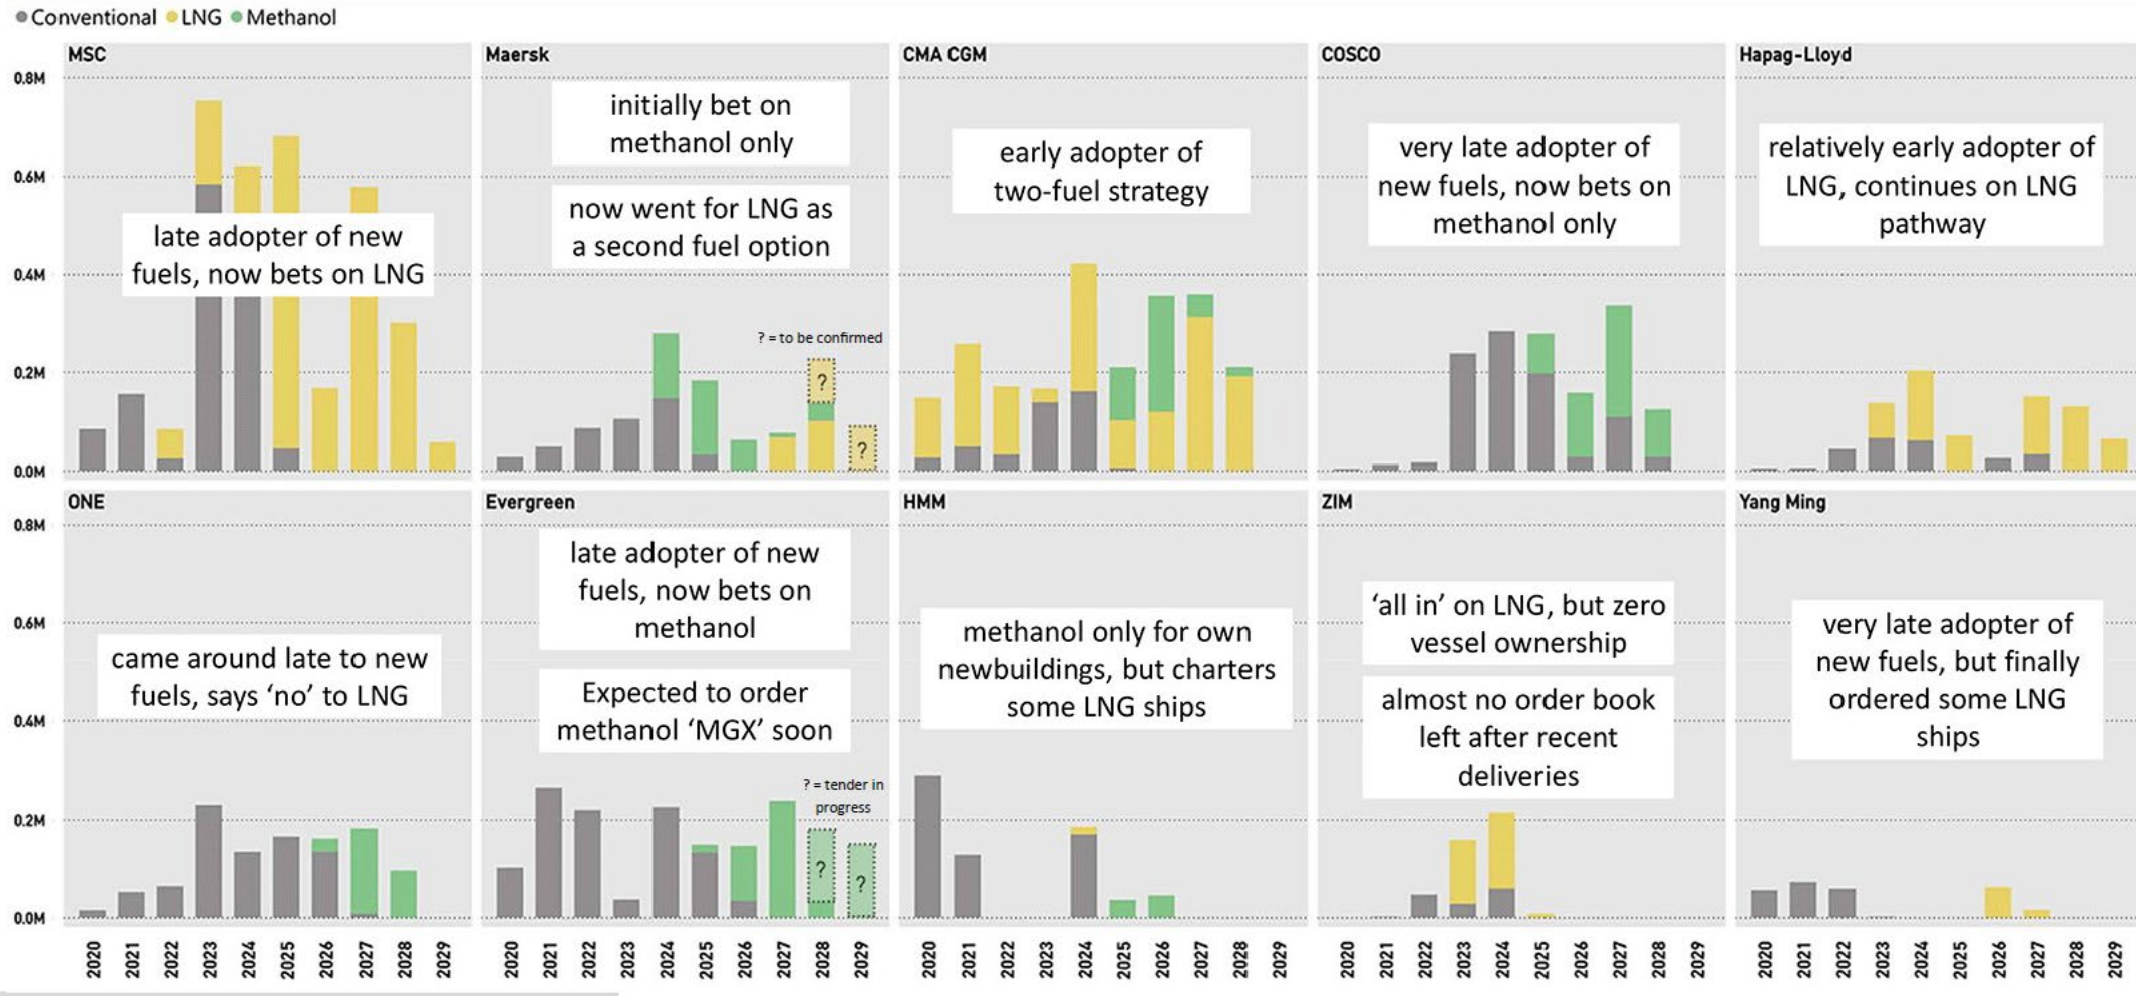 Conventional LNG Methanol
MSC
Maersk
CMA CGM
COSCO
Hapag-Lloyd
0.8M
0.6M
0.4M
0.2M
0.0M
late adopter of new
fuels, now bets on LNG
initially bet on
methanol only
now went for LNG as
a second fuel option
? = to be confirmed
?
?
early adopter of
two-fuel strategy
very late adopter of
new fuels, now bets on
methanol only
relatively early adopter of
LNG, continues on LNG
pathway
ONE
Evergreen
HMM
ZIM
Yang Ming
0.8M
0.6M
0.4M
0.2M
0.0M
came around late to new
fuels, says ‘no’ to LNG
late adopter of new
fuels, now bets on
methanol
Expected to order
methanol ‘MGX’ soon
? = tender in
progress
?
?
methanol only for own
newbuildings, but charters
some LNG ships
‘all in’ on LNG, but zero
vessel ownership
almost no order book
left after recent
deliveries
very late adopter of
new fuels, but finally
ordered some LNG
ships
2020 2021 2022 2023 2024 2025 2026 2027 2028 2029
2020 2021 2022 2023 2024 2025 2026 2027 2028 2029
2020 2021 2022 2023 2024 2025 2026 2027 2028 2029
2020 2021 2022 2023 2024 2025 2026 2027 2028 2029
2020 2021 2022 2023 2024 2025 2026 2027 2028 2029